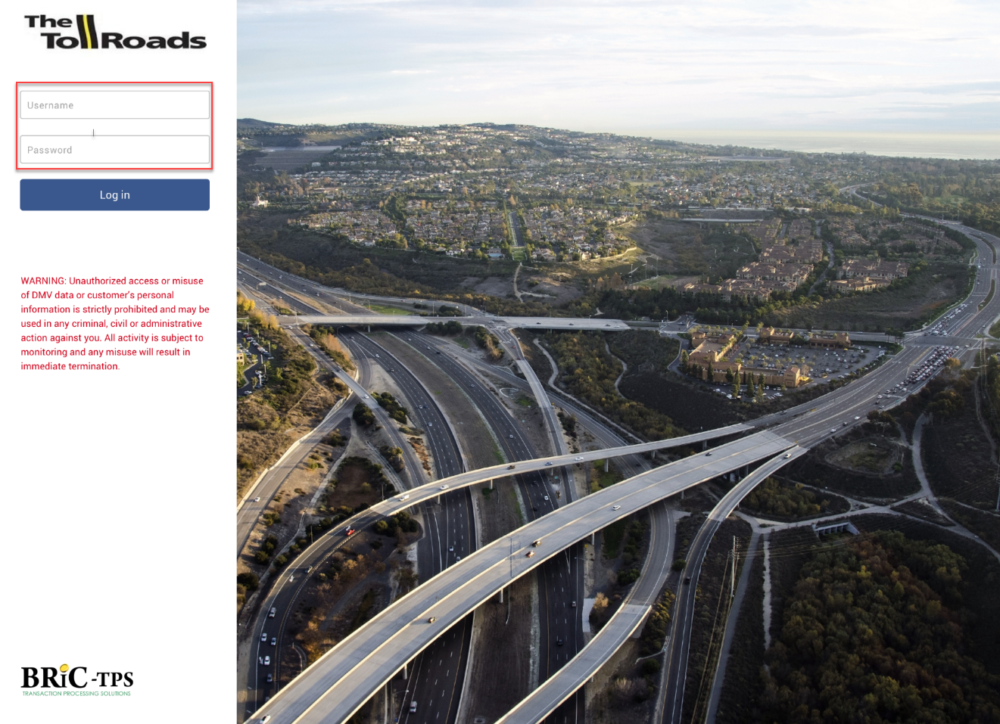 The Toll Roads
Username
Password
Log in
WARNING: Unauthorized access or misuse
of DMV data or customer's personal
information is strictly prohibited and may be
used in any criminal, civil or administrative
action against you. All activity is subject to
monitoring and any misuse will result in
immediate termination.
BRiC-TPS
TRANSACTION PROCESSING SOLUTIONS